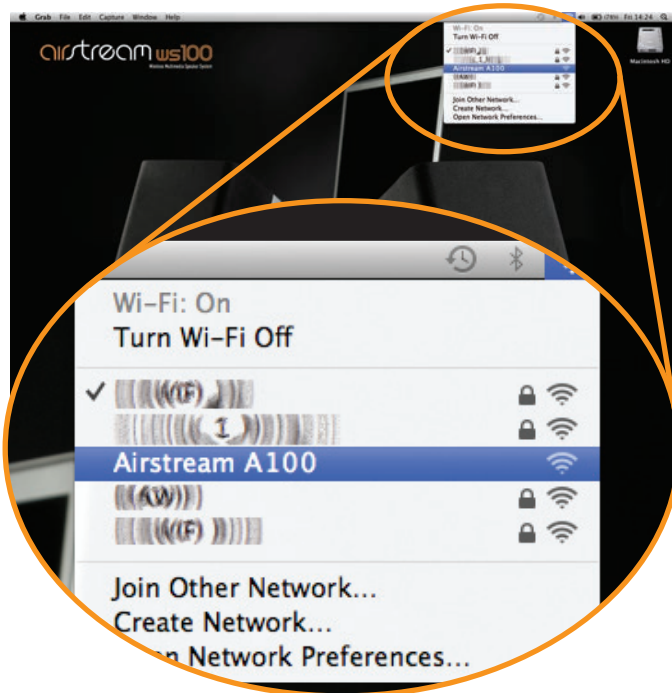 Grab File Edit Capture Window Help
(78%) Fri 14:24
airstream ws100
Wireless Multimedia Speaker System
Macintosh HD
Wi-Fi: On
Turn Wi-Fi Off
Airstream A100
Join Other Network...
Create Network...
Open Network Preferences...
Wi-Fi: On
Turn Wi-Fi Off
Airstream A100
Join Other Network...
Create Network...
Network Preferences...